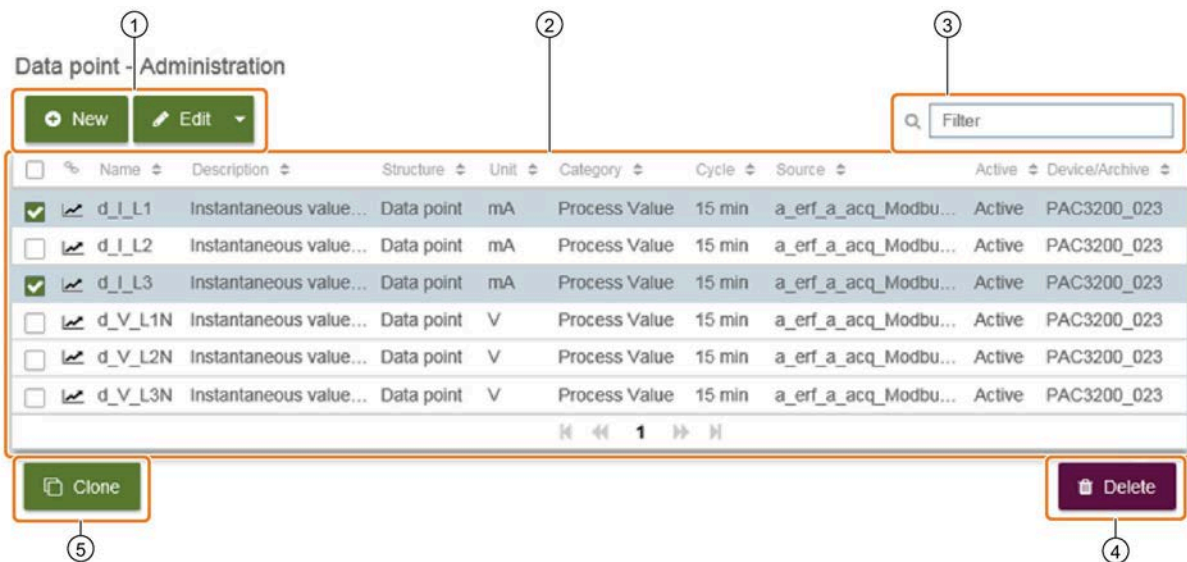 1 2 3
Data point - Administration
New Edit Filter
Name Description Structure Unit Category Cycle Source Active Device/Archive
d_I_L1 Instantaneous value... Data point mA Process Value 15 min a_erf_a_acq_Modbu... Active PAC3200_023
d_I_L2 Instantaneous value... Data point mA Process Value 15 min a_erf_a_acq_Modbu... Active PAC3200_023
d_I_L3 Instantaneous value... Data point mA Process Value 15 min a_erf_a_acq_Modbu... Active PAC3200_023
d_V_L1N Instantaneous value... Data point V Process Value 15 min a_erf_a_acq_Modbu... Active PAC3200_023
d_V_L2N Instantaneous value... Data point V Process Value 15 min a_erf_a_acq_Modbu... Active PAC3200_023
d_V_L3N Instantaneous value... Data point V Process Value 15 min a_erf_a_acq_Modbu... Active PAC3200_023
1
Clone Delete
5 4